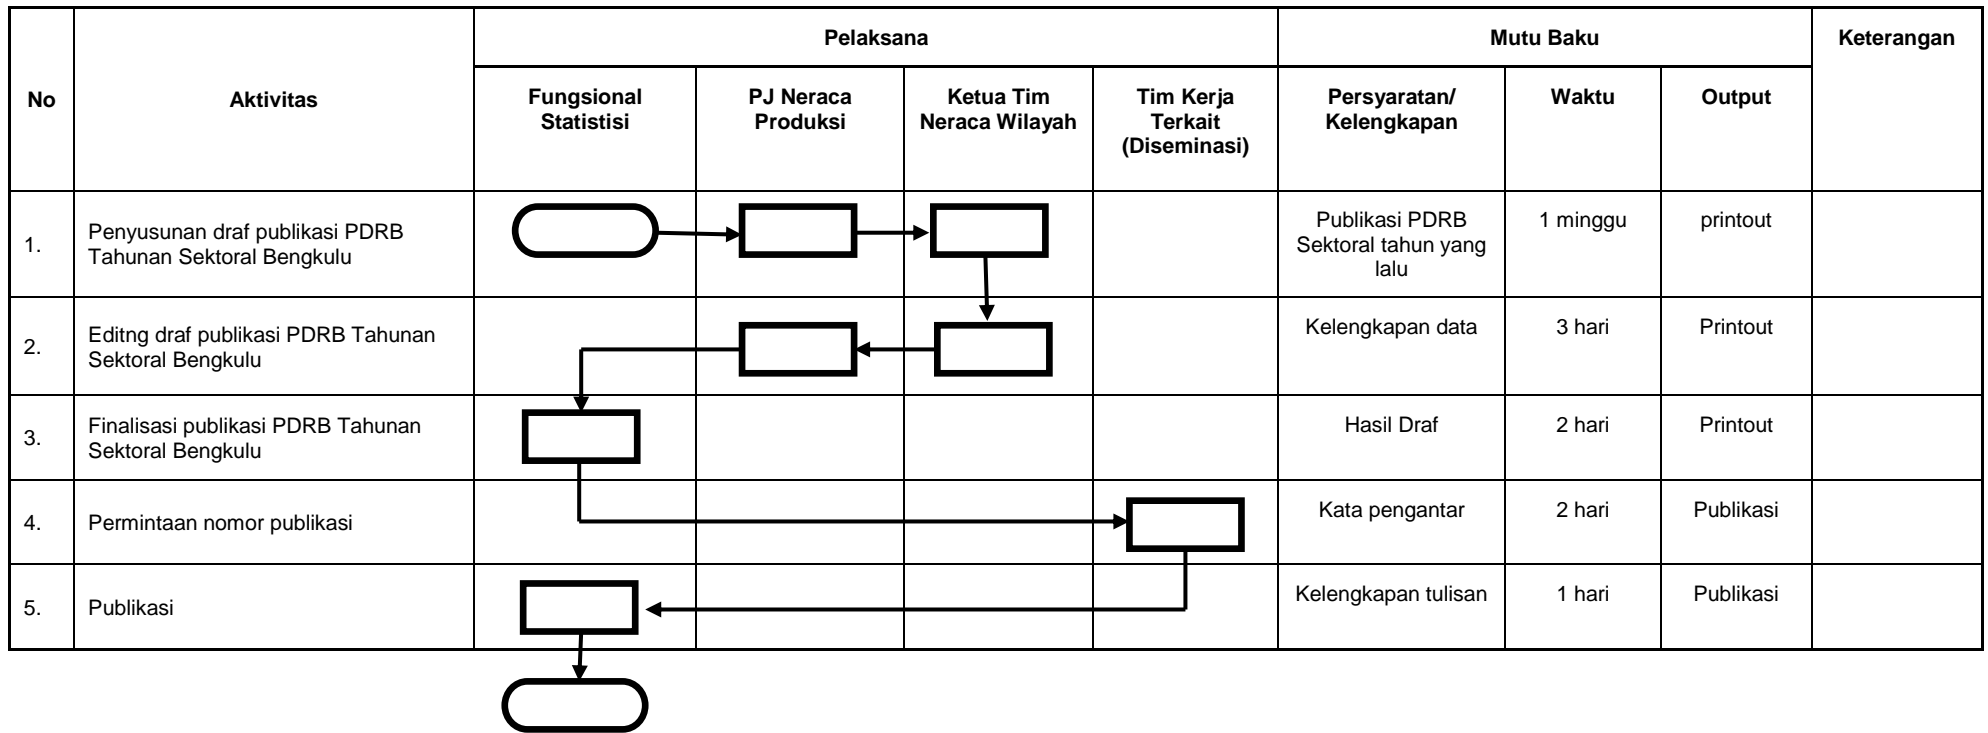 No
Aktivitas
Pelaksana
Mutu Baku
Keterangan
Fungsional
Statistisi
PJ Neraca
Produksi
Ketua Tim
Neraca Wilayah
Tim Kerja
Terkait
(Diseminasi)
Persyaratan/
Kelengkapan
Waktu
Output
1.
Penyusunan draf publikasi PDRB
Tahunan Sektoral Bengkulu
Publikasi PDRB
Sektoral tahun yang
lalu
1 minggu
printout
2.
Editng draf publikasi PDRB Tahunan
Sektoral Bengkulu
Kelengkapan data
3 hari
Printout
3.
Finalisasi publikasi PDRB Tahunan
Sektoral Bengkulu
Hasil Draf
2 hari
Printout
4.
Permintaan nomor publikasi
Kata pengantar
2 hari
Publikasi
5.
Publikasi
Kelengkapan tulisan
1 hari
Publikasi